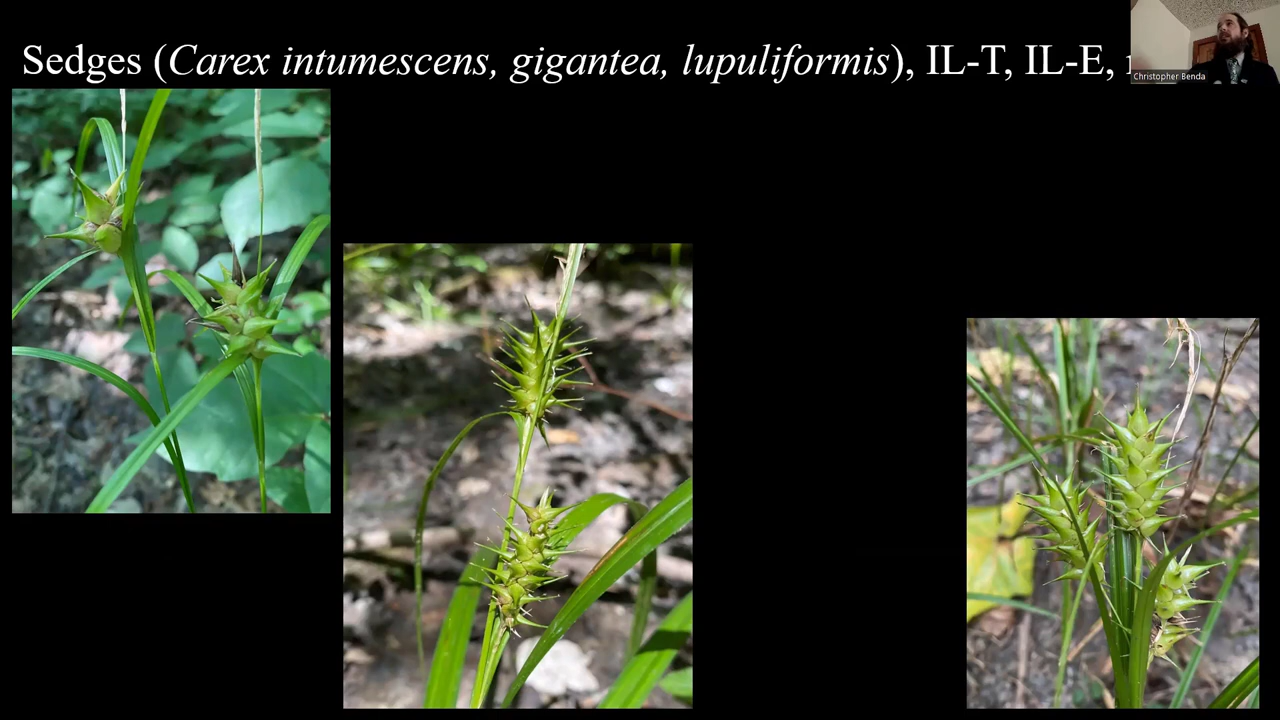 Sedges (Carex intumescens, gigantea, lupuliformis), IL-T, IL-E,
Christopher Benda